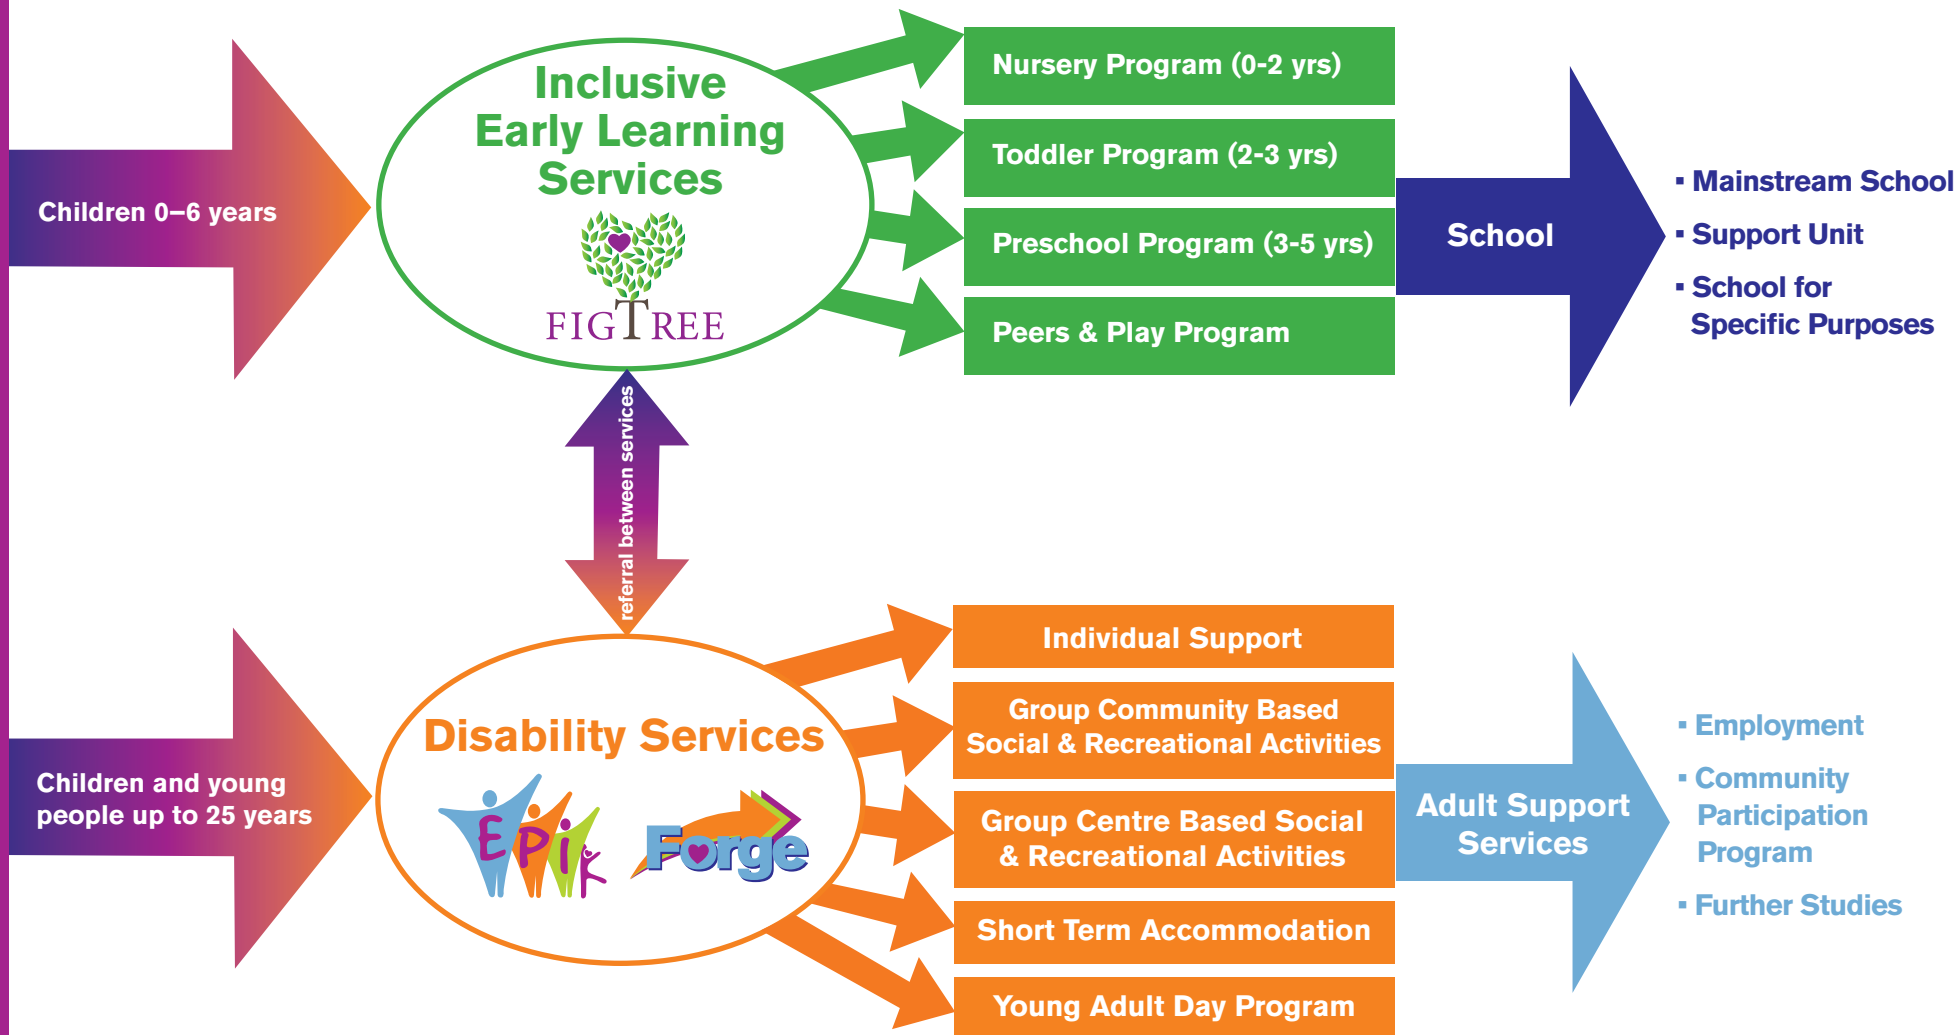 Children 0–6 years
Inclusive
Early Learning
Services
FIGTREE
Nursery Program (0-2 yrs)
Toddler Program (2-3 yrs)
Preschool Program (3-5 yrs)
Peers & Play Program
School
▪ Mainstream School
▪ Support Unit
▪ School for
Specific Purposes
referral between services
Children and young
people up to 25 years
Disability Services
EPiK
Forge
Individual Support
Group Community Based
Social & Recreational Activities
Group Centre Based Social
& Recreational Activities
Short Term Accommodation
Young Adult Day Program
Adult Support
Services
▪ Employment
▪ Community
Participation
Program
▪ Further Studies